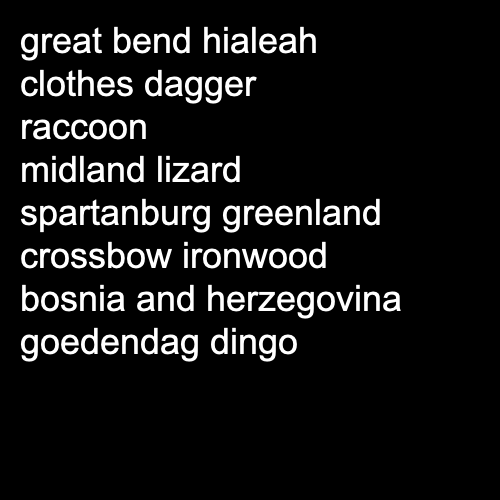 great bend hialeah
clothes dagger
raccoon
midland lizard
spartanburg greenland
crossbow ironwood
bosnia and herzegovina
goedendag dingo